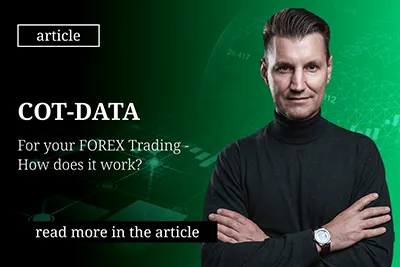 article
COT-DATA
For your FOREX Trading -
How does it work?
read more in the article